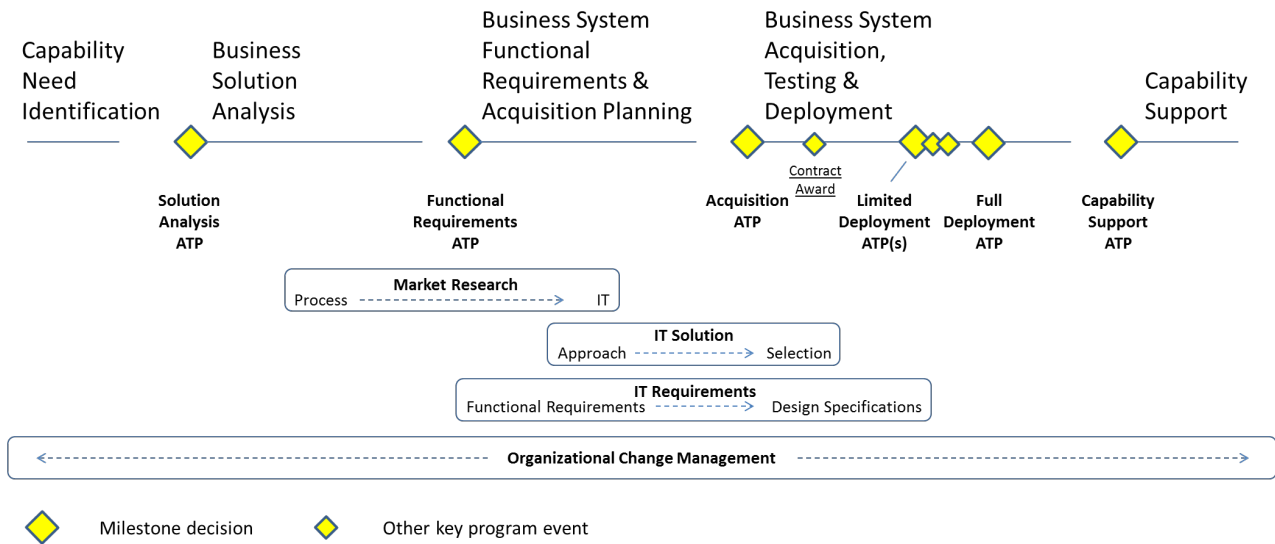 Capability
Need
Identification
Business
Solution
Analysis
Business System
Functional
Requirements &
Acquisition Planning
Business System
Acquisition,
Testing &
Deployment
Capability
Support
Contract
Award
Solution
Analysis
ATP
Functional
Requirements
ATP
Acquisition
ATP
Limited
Deployment
ATP(s)
Full
Deployment
ATP
Capability
Support
ATP
Market Research
Process IT
IT Solution
Approach Selection
IT Requirements
Functional Requirements Design Specifications
Organizational Change Management
Milestone decision Other key program event